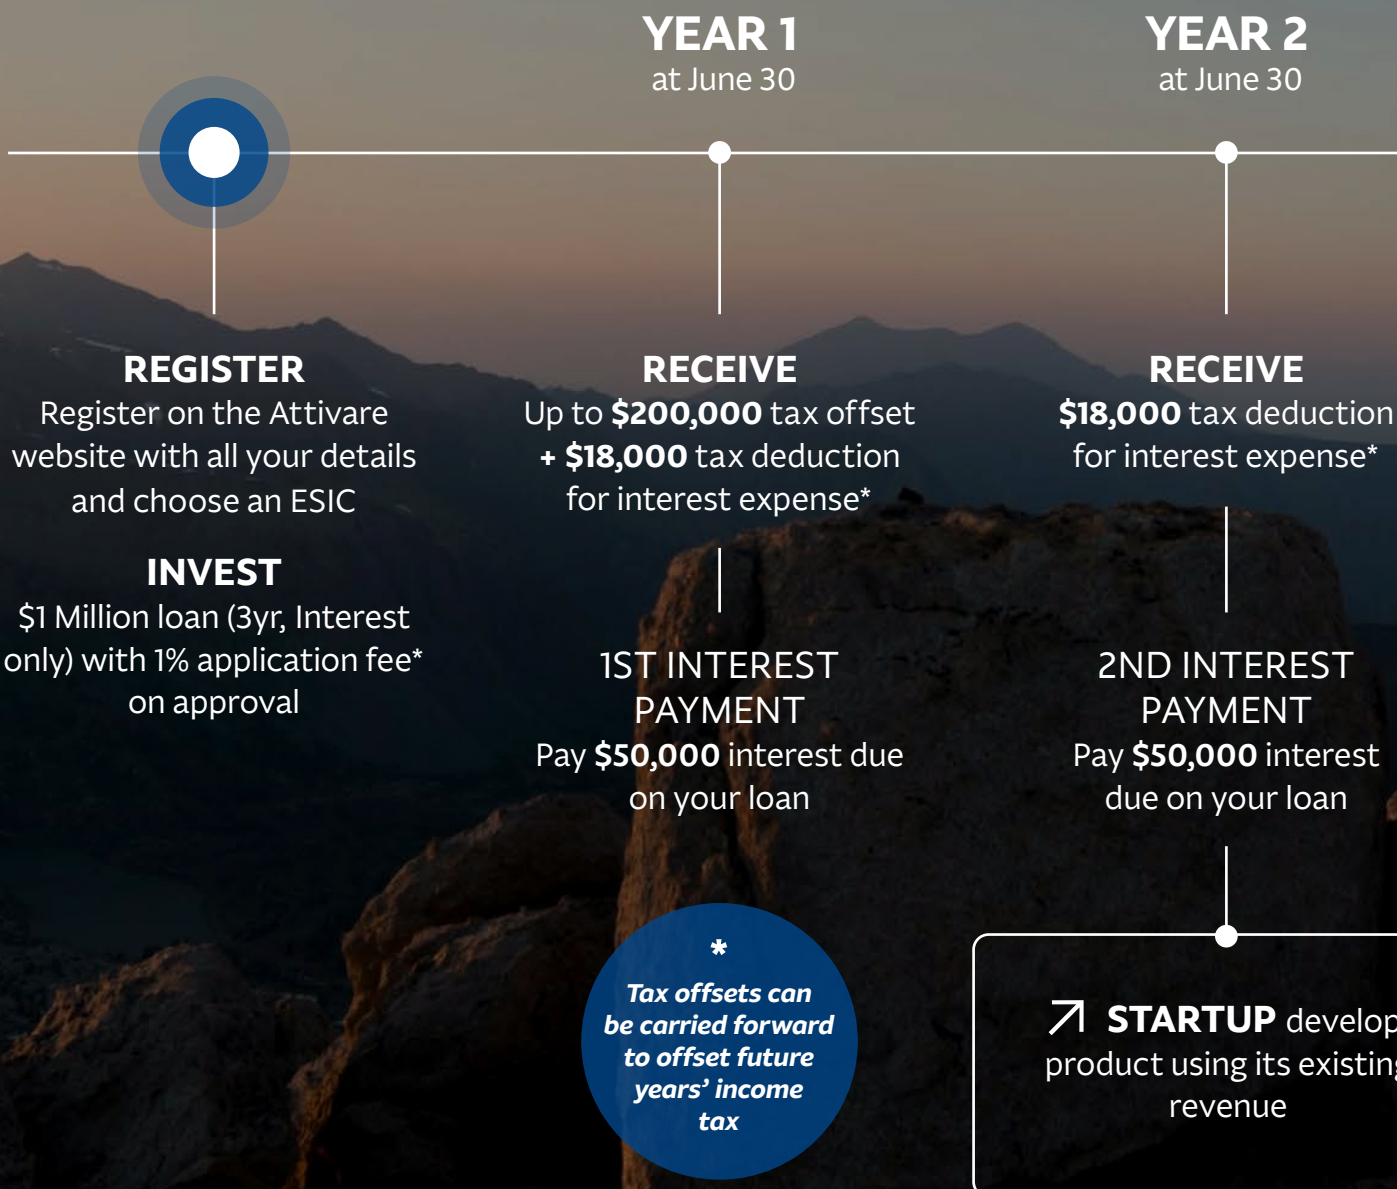 YEAR 1
at June 30
YEAR 2
at June 30
REGISTER
Register on the Attivare
website with all your details
and choose an ESIC
INVEST
$1 Million loan (3yr, Interest
only) with 1% application fee*
on approval
RECEIVE
Up to $200,000 tax offset
+ $18,000 tax deduction
for interest expense*
1ST INTEREST
PAYMENT
Pay $50,000 interest due
on your loan
*
Tax offsets can
be carried forward
to offset future
years’ income
tax
RECEIVE
$18,000 tax deduction
for interest expense*
2ND INTEREST
PAYMENT
Pay $50,000 interest
due on your loan
STARTUP develop
product using its existing
revenue